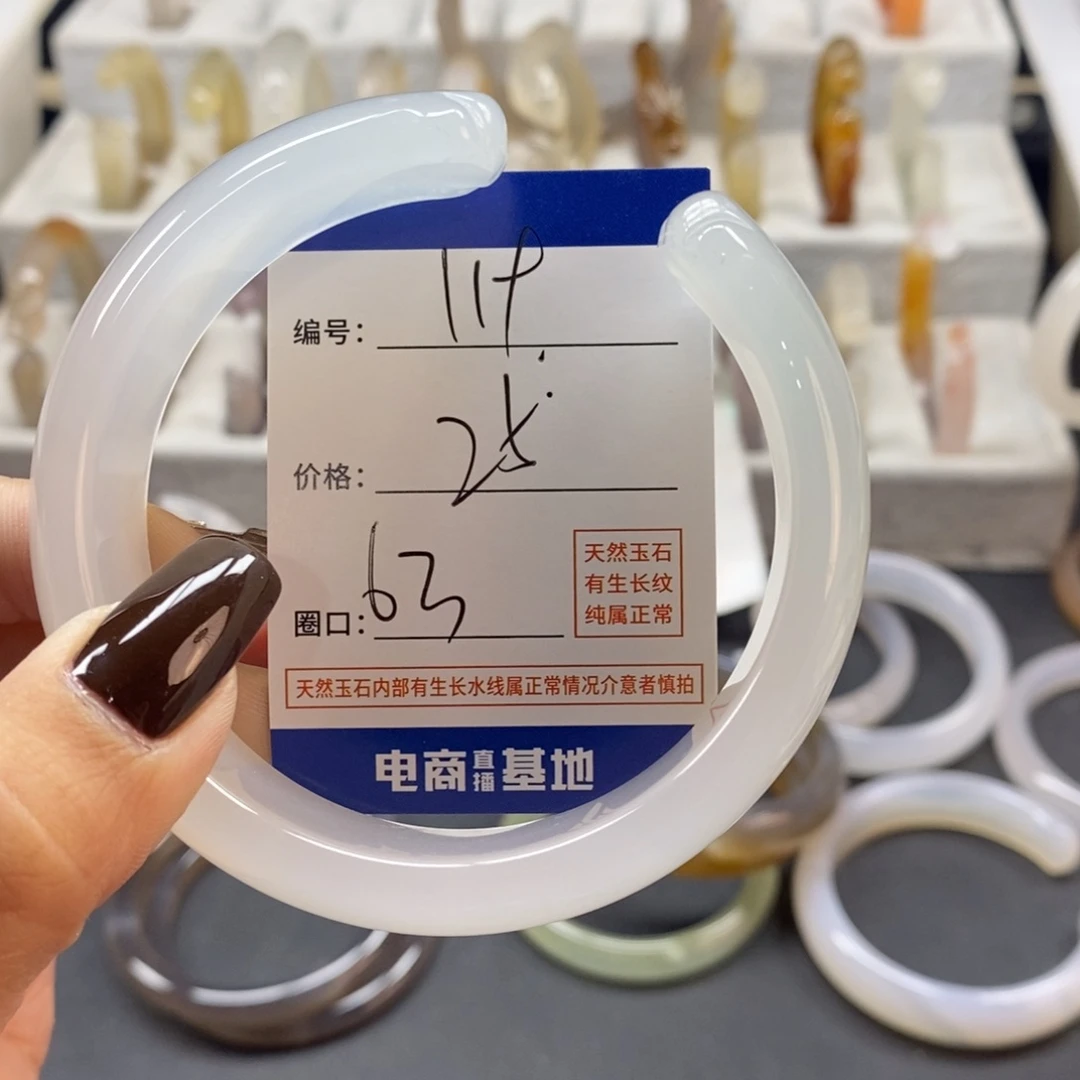 编号:
价格:
圈口: 63
天然玉石
有生长纹
纯属正常
天然玉石内部有生长水线属正常情况介意者慎拍
电商直播基地